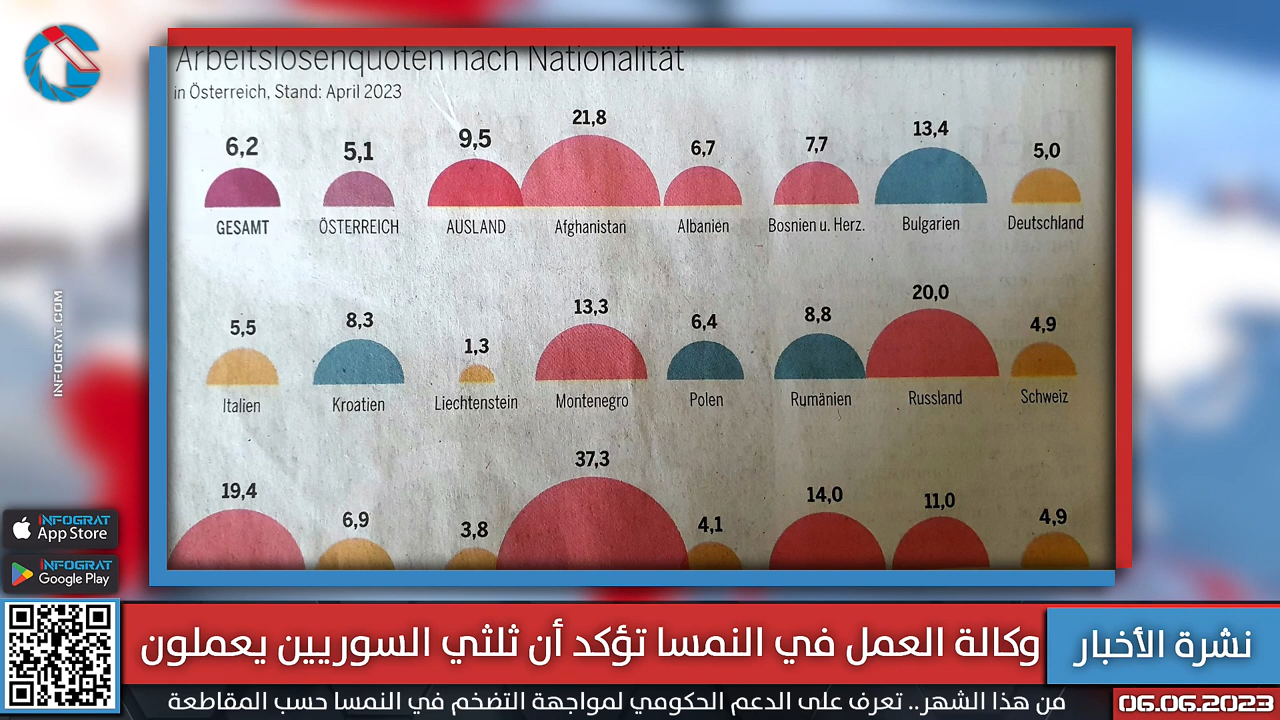 Arbeitslosenquoten nach Nationalität
in Österreich, Stand: April 2023
6,2 5,1 9,5 21,8 6,7 7,7 13,4 5,0
GESAMT ÖSTERREICH AUSLAND Afghanistan Albanien Bosnien u. Herz. Bulgarien Deutschland
5,5 8,3 1,3 13,3 6,4 8,8 20,0 4,9
Italien Kroatien Liechtenstein Montenegro Polen Rumänien Russland Schweiz
19,4 6,9 3,8 37,3 4,1 14,0 11,0 4,9
INFOGRAT.COM
INFOGRAT
App Store
INFOGRAT
Google Play
نشرة الأخبار
وكالة العمل في النمسا تؤكد أن ثلثي السوريين يعملون
من هذا الشهر.. تعرف على الدعم الحكومي لمواجهة التضخم في النمسا حسب المقاطعة
06.06.2023